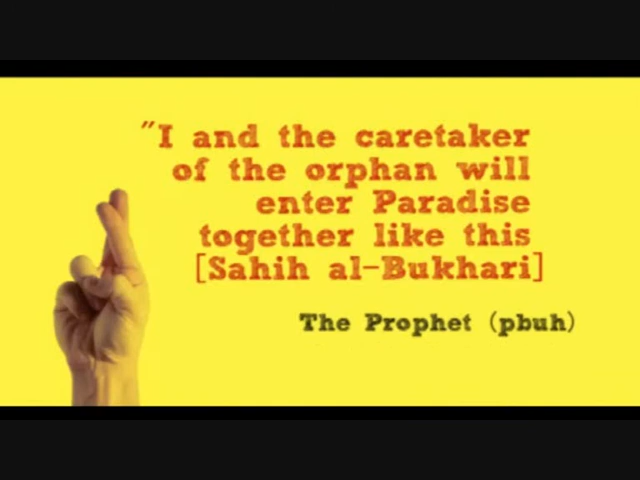 "I and the caretaker
of the orphan will
enter Paradise
together like this
[Sahih al-Bukhari]
The Prophet (pbuh)